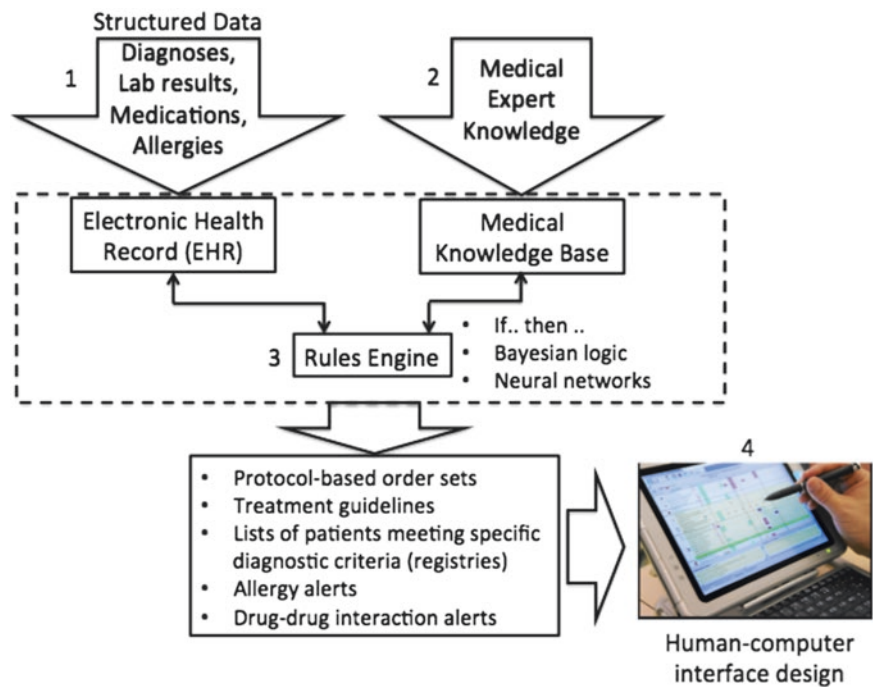 Structured Data
1
Diagnoses,
Lab results,
Medications,
Allergies
2
Medical
Expert
Knowledge
Electronic Health
Record (EHR)
Medical
Knowledge Base
3
Rules Engine
• If.. then ..
• Bayesian logic
• Neural networks
• Protocol-based order sets
• Treatment guidelines
• Lists of patients meeting specific
diagnostic criteria (registries)
• Allergy alerts
• Drug-drug interaction alerts
4
Human-computer
interface design